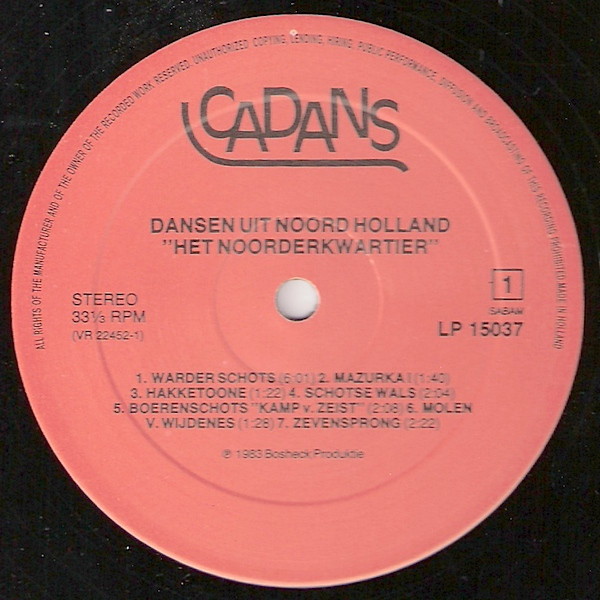 ALL RIGHTS OF THE MANUFACTURER AND OF THE OWNER OF THE RECORDED WORK RESERVED. UNAUTHORIZED COPYING, LENDING, HIRING, PUBLIC PERFORMANCE, DIFFUSION AND BROADCASTING OF THIS RECORDING PROHIBITED MADE IN HOLLAND
CADANS
DANSEN UIT NOORD HOLLAND
"HET NOORDERKWARTIER"
STEREO
33⅓ RPM
(VR 22452-1)
1
SABAM
LP 15037
1. WARDER SCHOTS (6:01) 2. MAZURKA I (1:40)
3. HAKKETOONE (1:22) 4. SCHOTSE WALS (2:04)
5. BOERENSCHOTS "KAMP v. ZEIST" (2:08) 6. MOLEN
V. WIJDENES (1:26) 7. ZEVENSPRONG (2:22)
℗ 1983 Bosheck Produktie